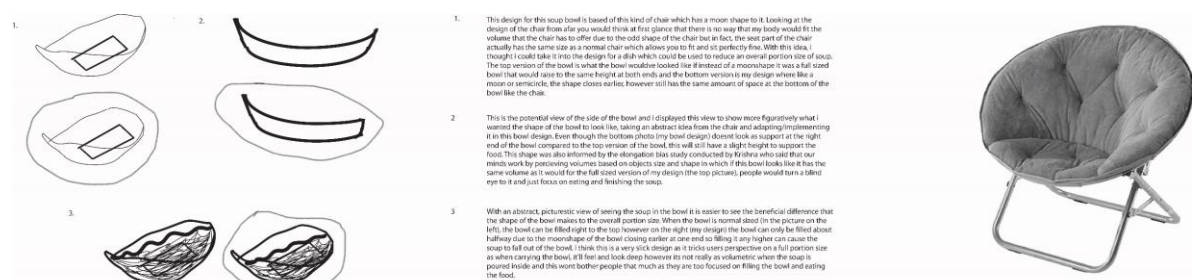 1.
2.
3.
1.
This design for this soup bowl is based of this kind of chair which has a moon shape to it. Looking at the
design of the chair from afar you would think at first glance that there is no way that my body would fit the
volume that the chair has to offer due to the odd shape of the chair but in fact, the seat part of the chair
actually has the same size as a normal chair which allows you to fit and sit perfectly fine. With this idea, i
thought I could take it into the design for a dish which could be used to reduce an overall portion size of soup.
The top version of the bowl is what the bowl wouldve looked like if instead of a moonshape it was a full sized
bowl that would raise to the same height at both ends and the bottom version is my design where like a
moon or semicircle, the shape closes earlier, however still has the same amount of space at the bottom of the
bowl like the chair.
2
This is the potential view of the side of the bowl and i displayed this view to show more figuratively what i
wanted the shape of the bowl to look like, taking an abstract idea from the chair and adapting/implementing
it in this bowl design. Even though the bottom photo (my bowl design) doesnt look as support at the right
end of the bowl compared to the top version of the bowl, this will still have a slight height to support the
food. This shape was also informed by the elongation bias study conducted by Krishna who said that our
minds work by percieving volumes based on objects size and shape in which if this bowl looks like it has the
same volume as it would for the full sized version of my design (the top picture), people would turn a blind
eye to it and just focus on eating and finishing the soup.
3
With an abstract, picturestic view of seeing the soup in the bowl it is easier to see the beneficial difference that
the shape of the bowl makes to the overall portion size. When the bowl is normal sized (in the picture on the
left), the bowl can be filled right to the top however on the right (my design) the bowl can only be filled about
halfway due to the moonshape of the bowl closing earlier at one end so filling it any higher can cause the
soup to fall out of the bowl. I think this is a very slick design as it tricks users perspective on a full portion size
as when carrying the bowl, it'll feel and look deep however its not really as volumetric when the soup is
poured inside and this wont bother people that much as they are too focused on filling the bowl and eating
the food.